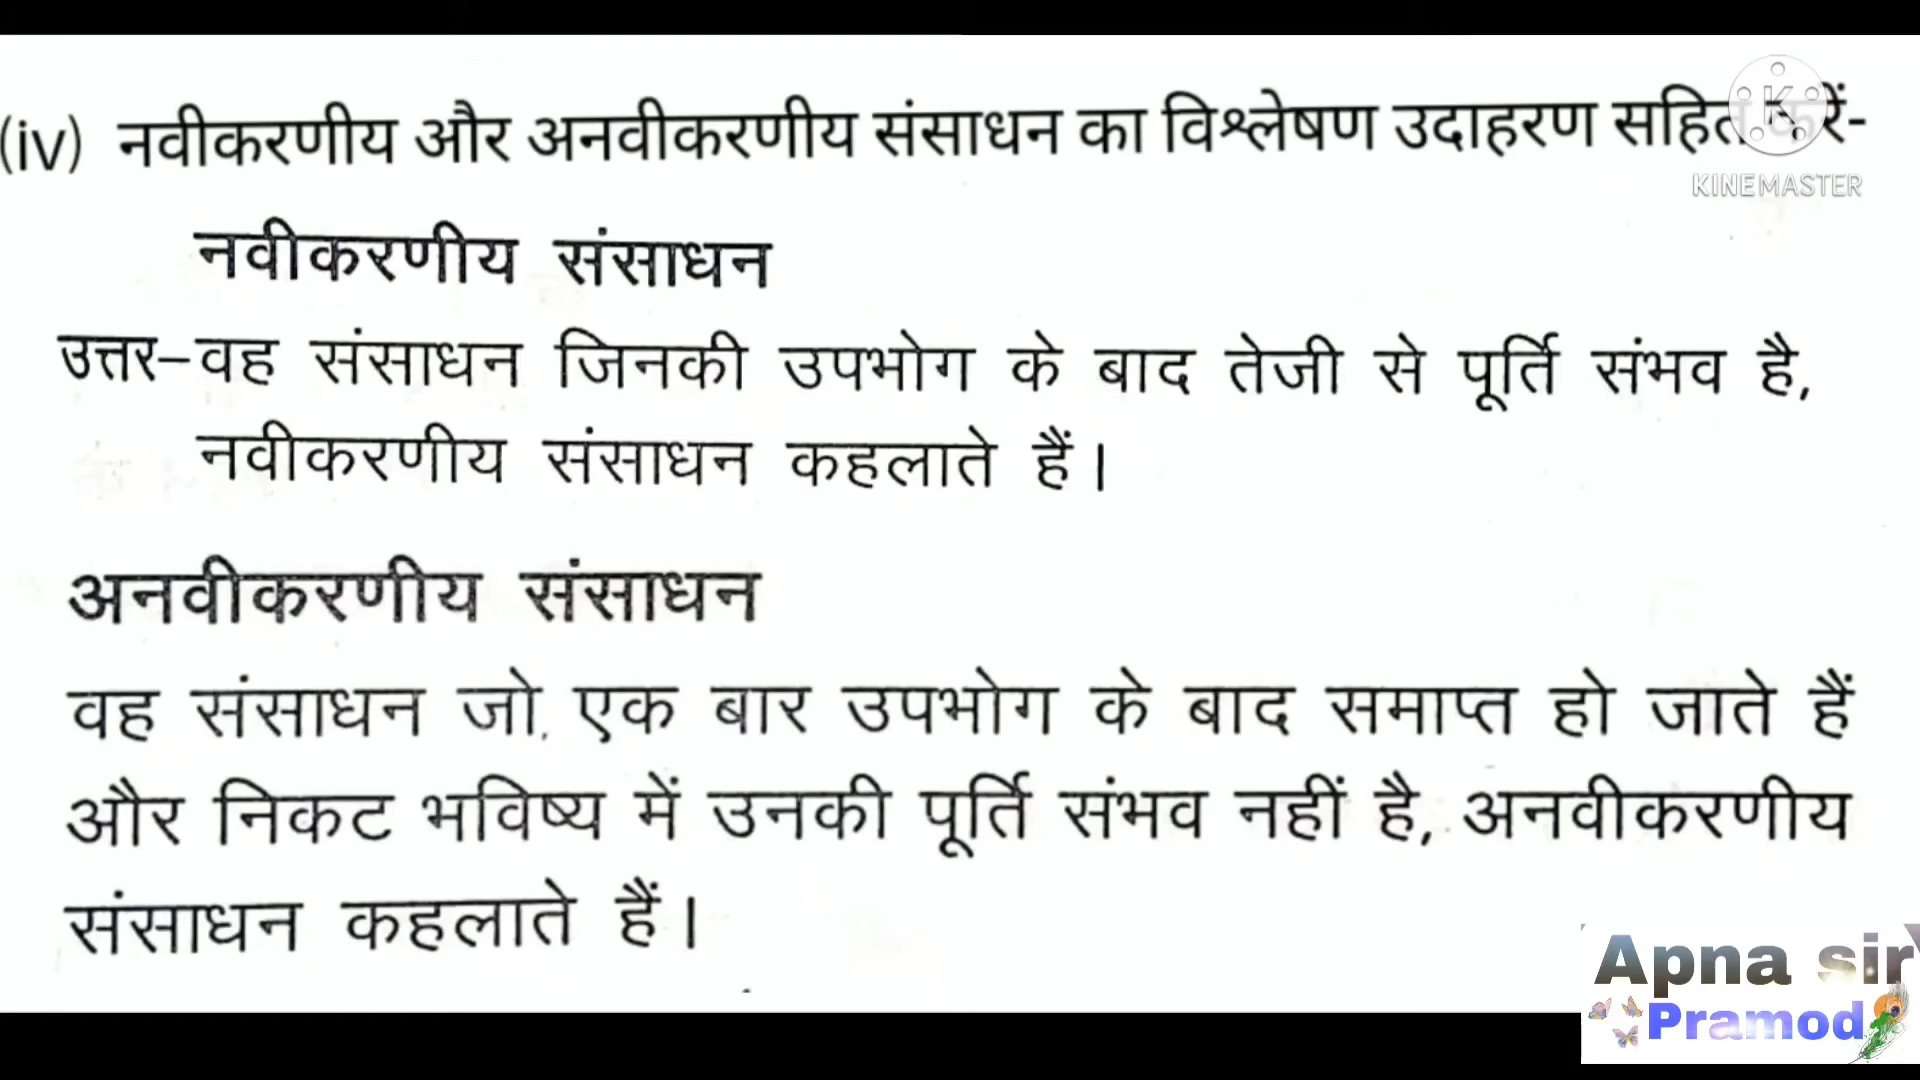 (iv) नवीकरणीय और अनवीकरणीय संसाधन का विश्लेषण उदाहरण सहित करें-
KINEMASTER
नवीकरणीय संसाधन
उत्तर–वह संसाधन जिनकी उपभोग के बाद तेजी से पूर्ति संभव है,
नवीकरणीय संसाधन कहलाते हैं।
अनवीकरणीय संसाधन
वह संसाधन जो एक बार उपभोग के बाद समाप्त हो जाते हैं
और निकट भविष्य में उनकी पूर्ति संभव नहीं है, अनवीकरणीय
संसाधन कहलाते हैं।
Apna sir
Pramod